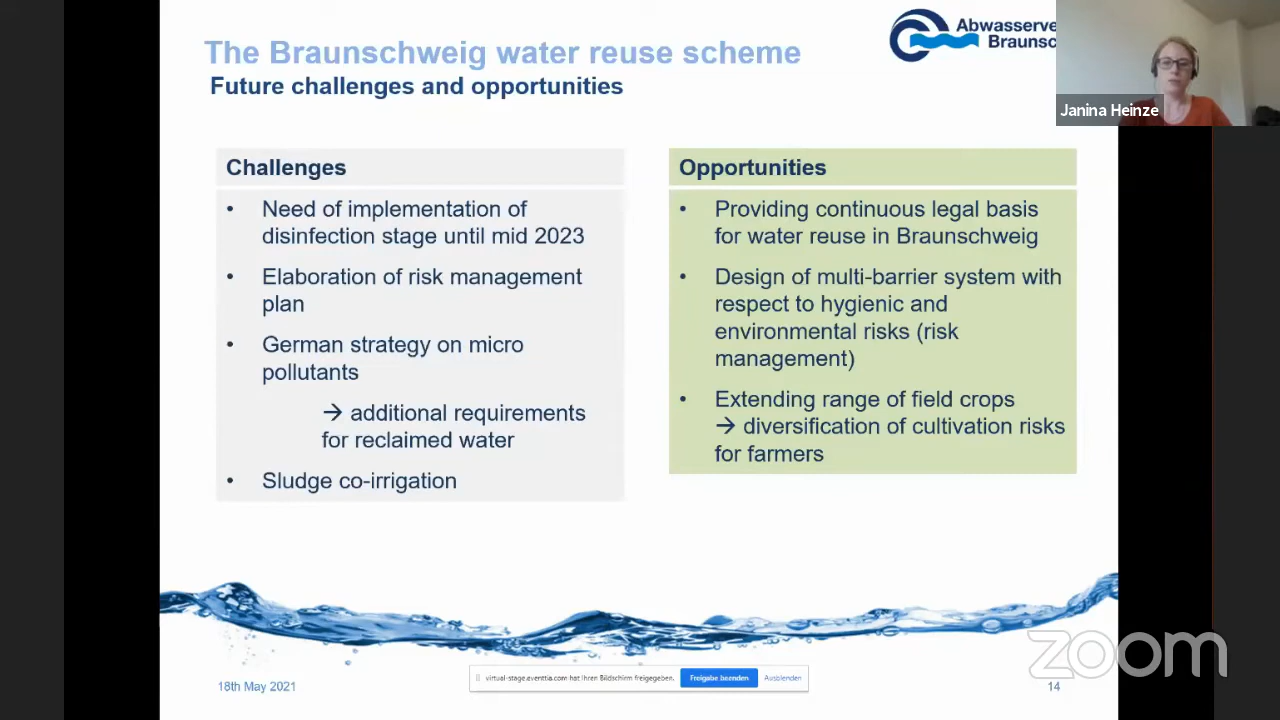 The Braunschweig water reuse scheme
Future challenges and opportunities
Abwasserve
Braunsc
Janina Heinze
Challenges
• Need of implementation of
disinfection stage until mid 2023
• Elaboration of risk management
plan
• German strategy on micro
pollutants
→ additional requirements
for reclaimed water
• Sludge co-irrigation
Opportunities
• Providing continuous legal basis
for water reuse in Braunschweig
• Design of multi-barrier system with
respect to hygienic and
environmental risks (risk
management)
• Extending range of field crops
→ diversification of cultivation risks
for farmers
zoom
18th May 2021
virtual-stage.eventtia.com hat Ihren Bildschirm freigegeben.
Freigabe beenden
Ausblenden
14